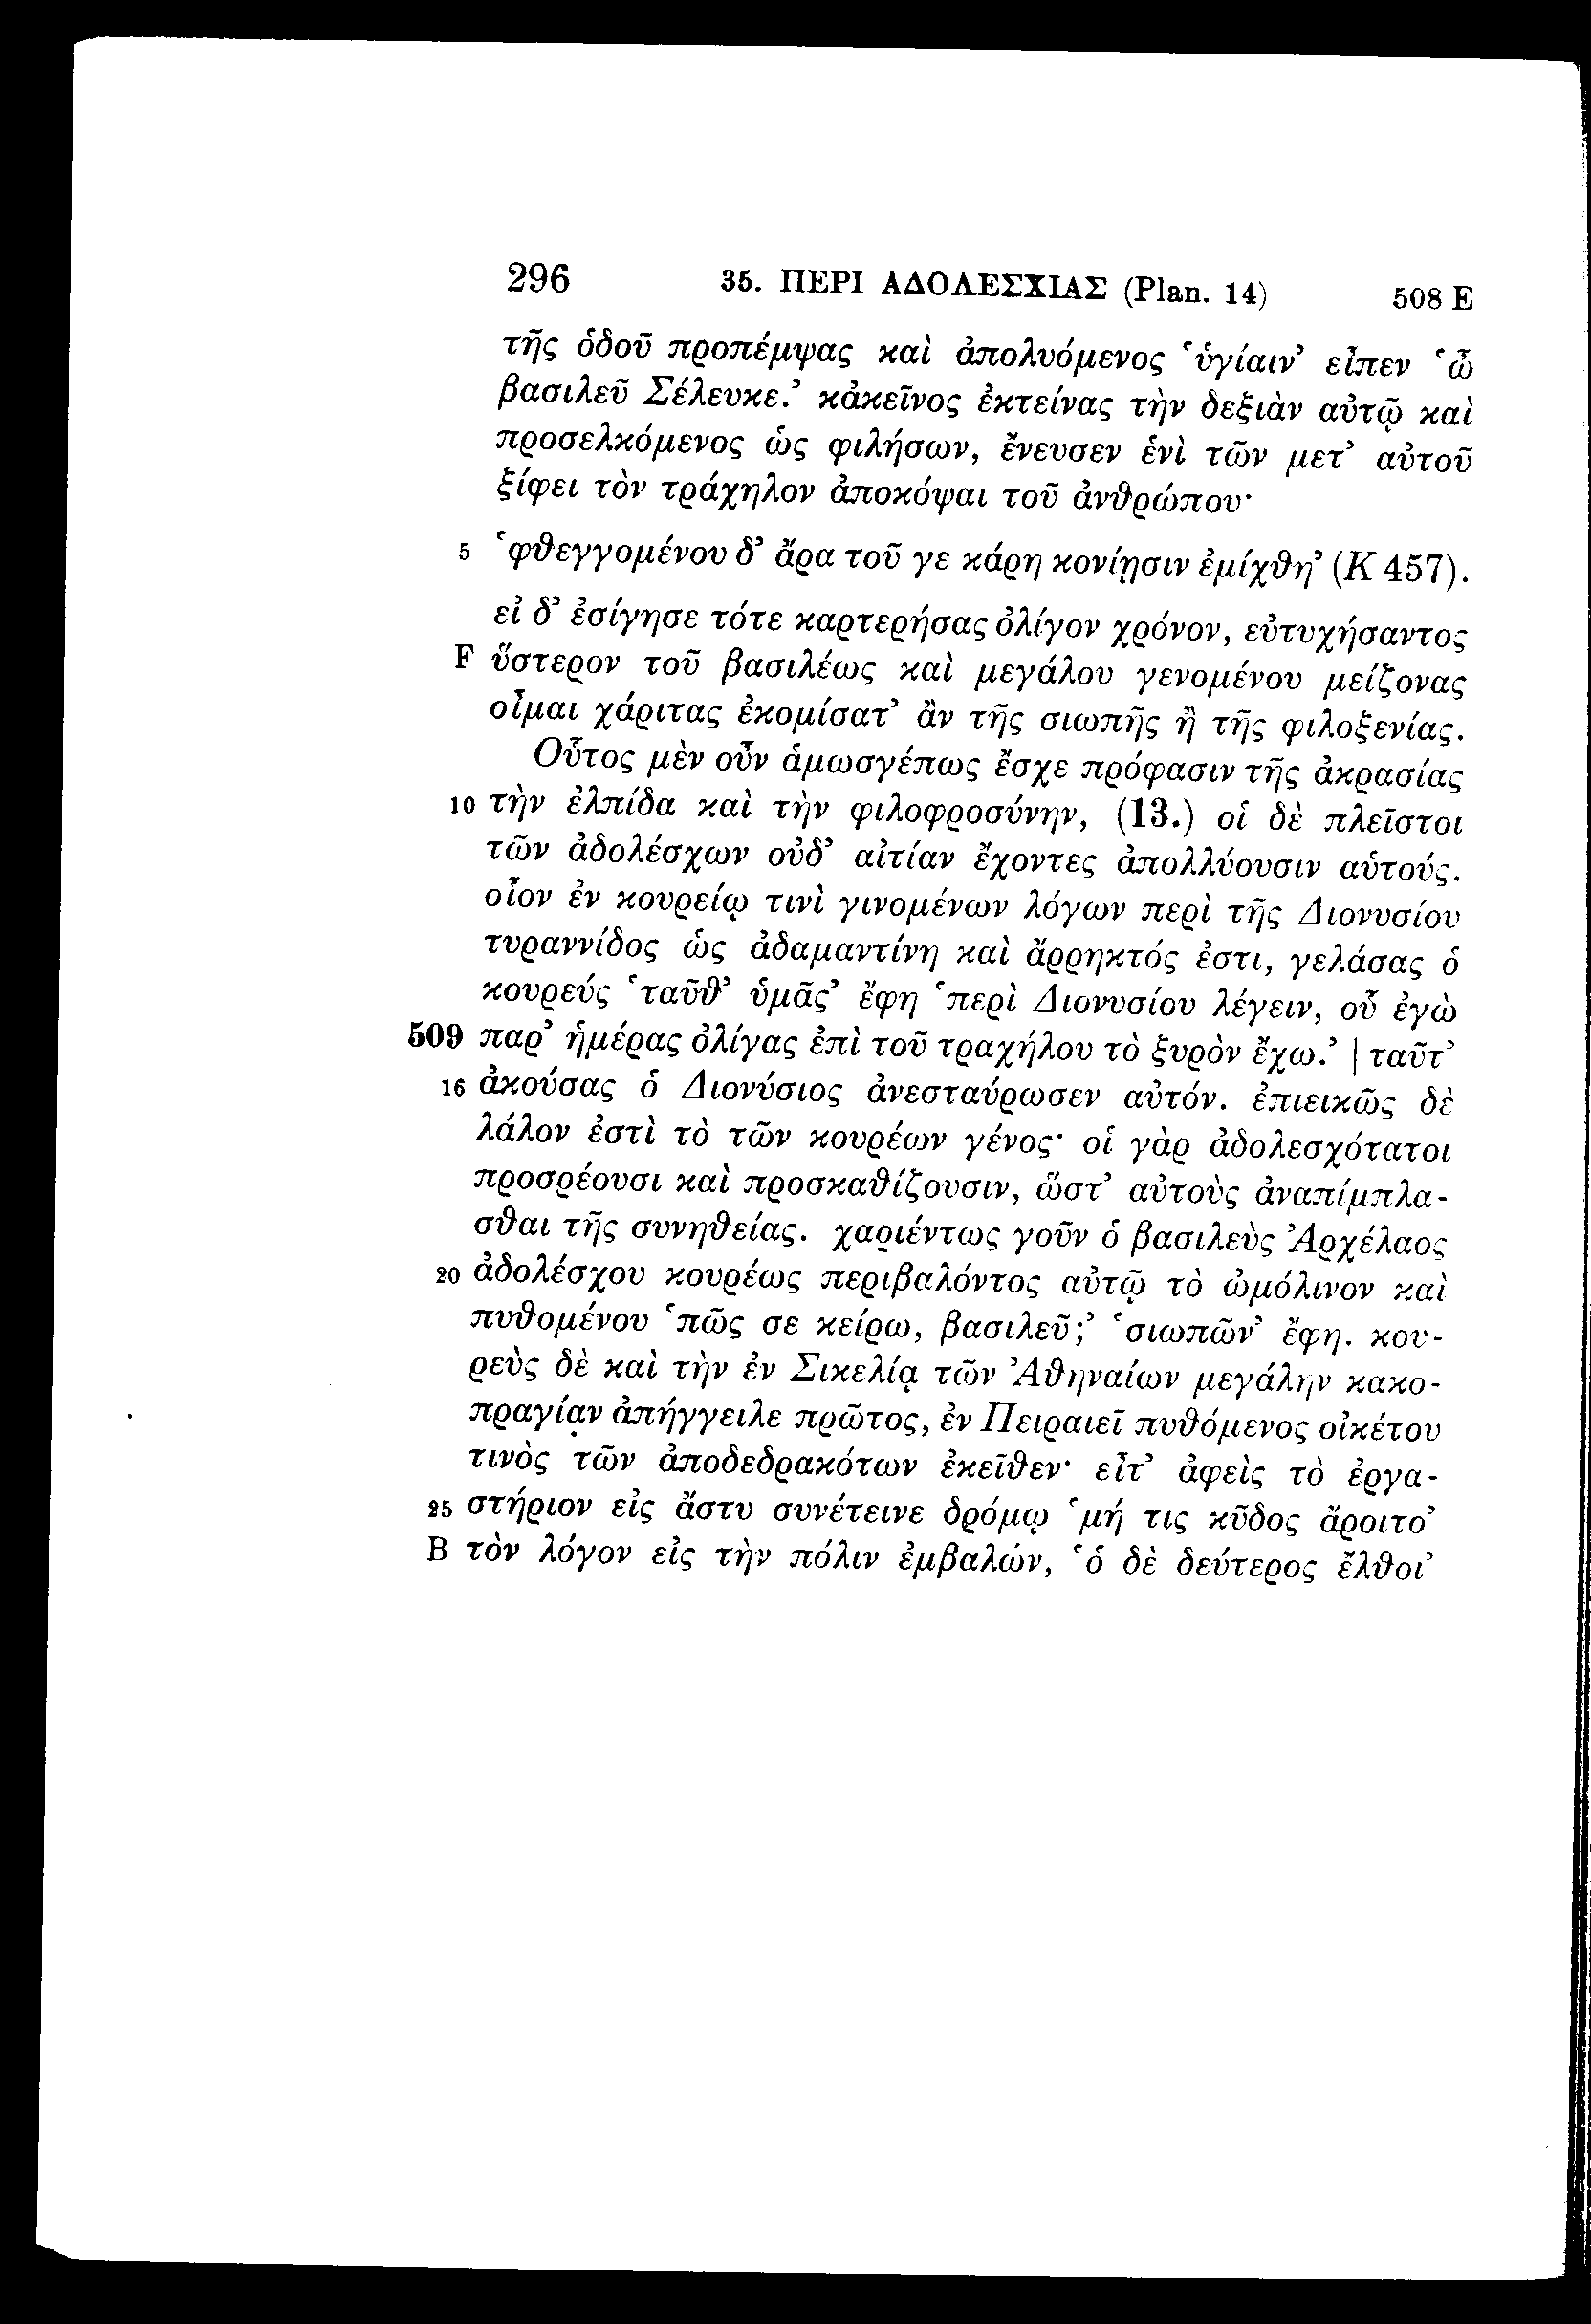 296 35. ΠΕΡΙ ΑΔΟΛΕΣΧΙΑΣ (Plan. 14) 508 E
τῆς ὁδοῦ προπέμψας καὶ ἀπολυόμενος ‘ὑγίαιν’ εἶπεν ‘ὦ
βασιλεῦ Σέλευκε.’ κἀκεῖνος ἐκτείνας τὴν δεξιὰν αὐτῷ καὶ
προσελκόμενος ὡς φιλήσων, ἔνευσεν ἑνὶ τῶν μετ’ αὐτοῦ
ξίφει τὸν τράχηλον ἀποκόψαι τοῦ ἀνθρώπου·
5 ‘φθεγγομένου δ’ ἄρα τοῦ γε κάρη κονίῃσιν ἐμίχθη’ (K 457).
εἰ δ’ ἐσίγησε τότε καρτερήσας ὀλίγον χρόνον, εὐτυχήσαντος
F ὕστερον τοῦ βασιλέως καὶ μεγάλου γενομένου μείζονας
οἶμαι χάριτας ἐκομίσατ’ ἂν τῆς σιωπῆς ἢ τῆς φιλοξενίας.
Οὗτος μὲν οὖν ἁμωσγέπως ἔσχε πρόφασιν τῆς ἀκρασίας
10 τὴν ἐλπίδα καὶ τὴν φιλοφροσύνην, (13.) οἱ δὲ πλεῖστοι
τῶν ἀδολέσχων οὐδ’ αἰτίαν ἔχοντες ἀπολλύουσιν αὑτούς.
οἷον ἐν κουρείῳ τινὶ γινομένων λόγων περὶ τῆς Διονυσίου
τυραννίδος ὡς ἀδαμαντίνη καὶ ἄρρηκτός ἐστι, γελάσας ὁ
κουρεύς ‘ταῦθ’ ὑμᾶς’ ἔφη ‘περὶ Διονυσίου λέγειν, οὗ ἐγὼ
509 παρ’ ἡμέρας ὀλίγας ἐπὶ τοῦ τραχήλου τὸ ξυρὸν ἔχω.’ | ταῦτ’
16 ἀκούσας ὁ Διονύσιος ἀνεσταύρωσεν αὐτόν. ἐπιεικῶς δὲ
λάλον ἐστὶ τὸ τῶν κουρέων γένος· οἱ γὰρ ἀδολεσχότατοι
προσρέουσι καὶ προσκαθίζουσιν, ὥστ’ αὐτοὺς ἀναπίμπλα-
σθαι τῆς συνηθείας. χαριέντως γοῦν ὁ βασιλεὺς Ἀρχέλαος
20 ἀδολέσχου κουρέως περιβαλόντος αὐτῷ τὸ ὠμόλινον καὶ
πυθομένου ‘πῶς σε κείρω, βασιλεῦ;’ ‘σιωπῶν’ ἔφη. κου-
ρεὺς δὲ καὶ τὴν ἐν Σικελίᾳ τῶν Ἀθηναίων μεγάλην κακο-
πραγίαν ἀπήγγειλε πρῶτος, ἐν Πειραιεῖ πυθόμενος οἰκέτου
τινὸς τῶν ἀποδεδρακότων ἐκεῖθεν· εἶτ’ ἀφεὶς τὸ ἐργα-
25 στήριον εἰς ἄστυ συνέτεινε δρόμῳ ‘μή τις κῦδος ἄροιτο’
B τὸν λόγον εἰς τὴν πόλιν ἐμβαλών, ‘ὁ δὲ δεύτερος ἔλθοι’